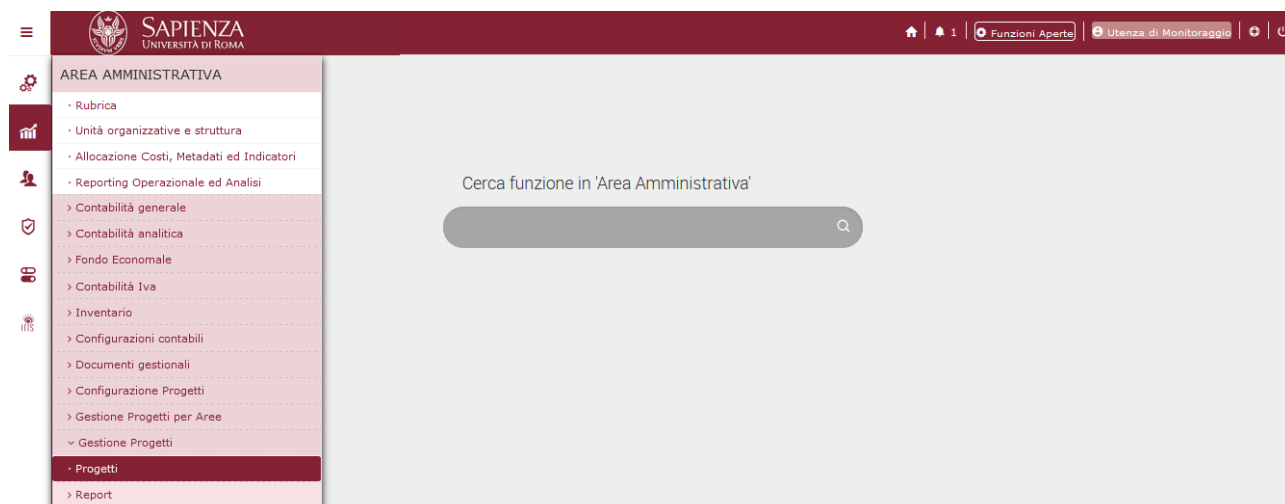 SAPIENZA
UNIVERSITÀ DI ROMA
1
Funzioni Aperte
Utenza di Monitoraggio
AREA AMMINISTRATIVA
· Rubrica
· Unità organizzative e struttura
· Allocazione Costi, Metadati ed Indicatori
· Reporting Operazionale ed Analisi
> Contabilità generale
> Contabilità analitica
> Fondo Economale
> Contabilità Iva
> Inventario
> Configurazioni contabili
> Documenti gestionali
> Configurazione Progetti
> Gestione Progetti per Aree
Gestione Progetti
· Progetti
> Report
Cerca funzione in 'Area Amministrativa'
iris